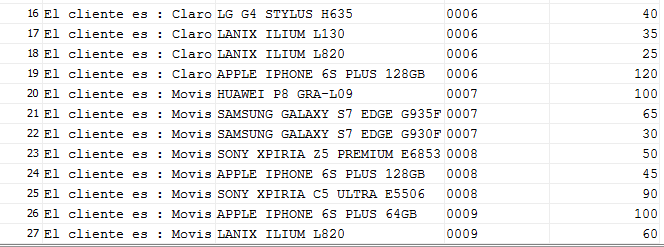 16 El cliente es : Claro LG G4 STYLUS H635 0006 40
17 El cliente es : Claro LANIX ILIUM L130 0006 35
18 El cliente es : Claro LANIX ILIUM L820 0006 25
19 El cliente es : Claro APPLE IPHONE 6S PLUS 128GB 0006 120
20 El cliente es : Movis HUAWEI P8 GRA-L09 0007 100
21 El cliente es : Movis SAMSUNG GALAXY S7 EDGE G935F 0007 65
22 El cliente es : Movis SAMSUNG GALAXY S7 EDGE G930F 0007 30
23 El cliente es : Movis SONY XPIRIA Z5 PREMIUM E6853 0008 50
24 El cliente es : Movis APPLE IPHONE 6S PLUS 128GB 0008 45
25 El cliente es : Movis SONY XPIRIA C5 ULTRA E5506 0008 90
26 El cliente es : Movis APPLE IPHONE 6S PLUS 64GB 0009 100
27 El cliente es : Movis LANIX ILIUM L820 0009 60